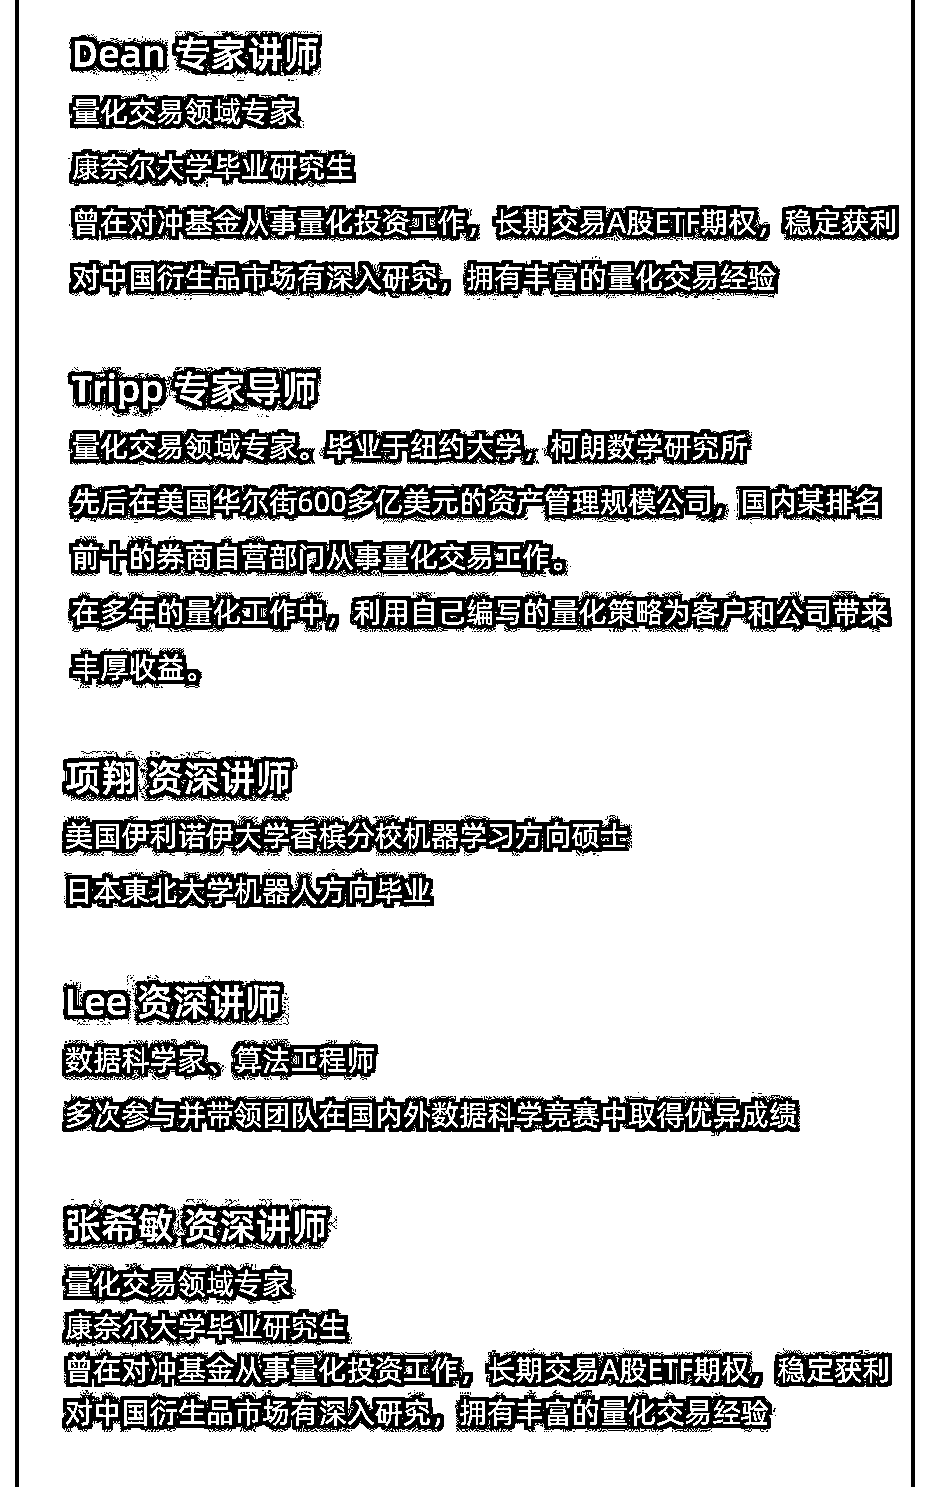 Dean 专家讲师
量化交易领域专家
康奈尔大学毕业研究生
曾在对冲基金从事量化投资工作，长期交易A股ETF期权，稳定获利
对中国衍生品市场有深入研究，拥有丰富的量化交易经验
Tripp 专家导师
量化交易领域专家。毕业于纽约大学，柯朗数学研究所
先后在美国华尔街600多亿美元的资产管理规模公司，国内某排名
前十的券商自营部门从事量化交易工作。
在多年的量化工作中，利用自己编写的量化策略为客户和公司带来
丰厚收益。
项翔 资深讲师
美国伊利诺伊大学香槟分校机器学习方向硕士
日本東北大学机器人方向毕业
Lee 资深讲师
数据科学家、算法工程师
多次参与并带领团队在国内外数据科学竞赛中取得优异成绩
张希敏 资深讲师
量化交易领域专家
康奈尔大学毕业研究生
曾在对冲基金从事量化投资工作，长期交易A股ETF期权，稳定获利
对中国衍生品市场有深入研究，拥有丰富的量化交易经验